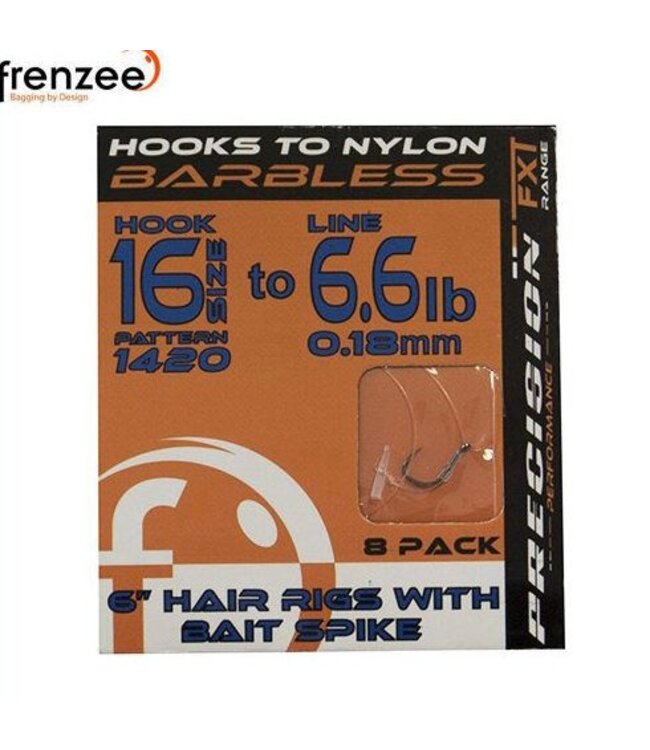 frenzee
Bagging by Design
HOOKS TO NYLON
BARBLESS
HOOK
16 SIZE
PATTERN
1420
to
LINE
6.6lb
0.18mm
8 PACK
6" HAIR RIGS WITH
BAIT SPIKE
FXT
RANGE
PRECISION
PERFORMANCE
f